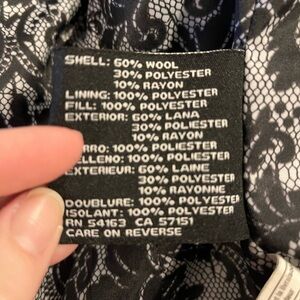 SHELL: 60% WOOL
30% POLYESTER
10% RAYON
LINING: 100% POLYESTER
FILL: 100% POLYESTER
EXTERIOR: 60% LANA
30% POLIESTER
10% RAYON
RRO: 100% POLIESTER
LLENO: 100% POLIESTER
EXTERIEUR: 60% LAINE
30% POLYESTER
10% RAYONNE
DOUBLURE: 100% POLYESTER
ISOLANT: 100% POLYESTER
RN 54163 CA 57151
CARE ON REVERSE